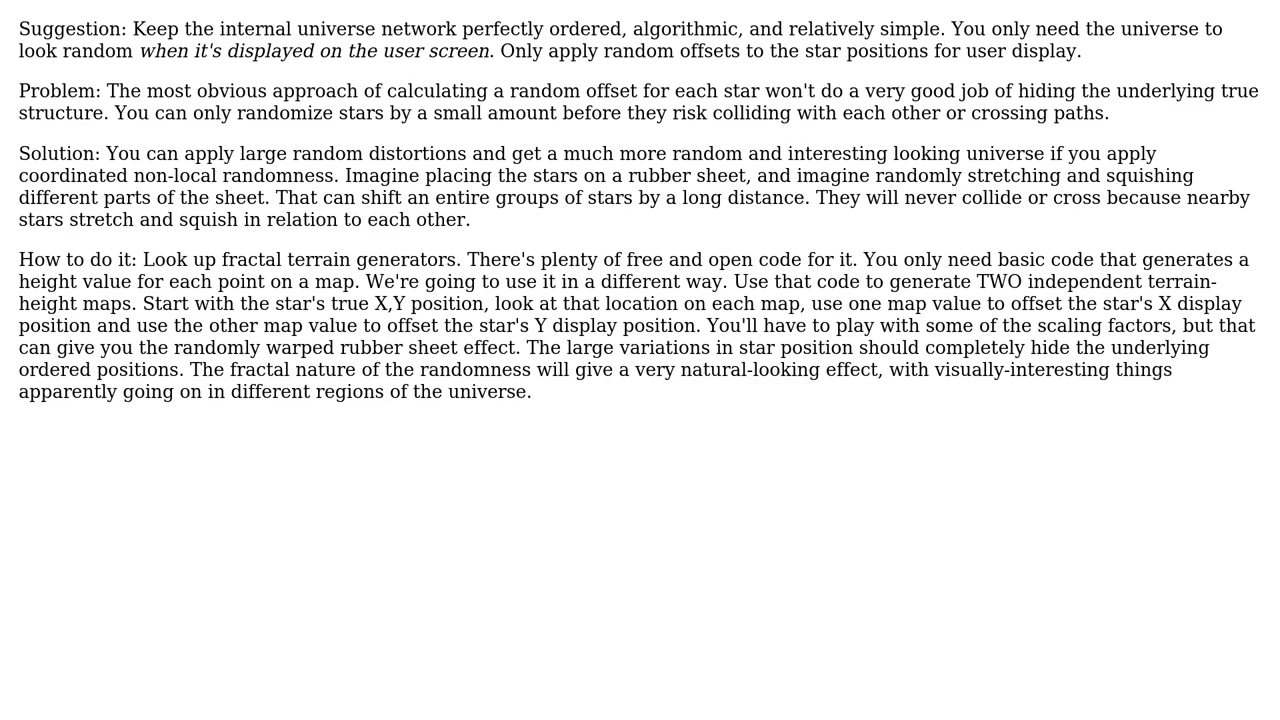 Suggestion: Keep the internal universe network perfectly ordered, algorithmic, and relatively simple. You only need the universe to
look random when it's displayed on the user screen. Only apply random offsets to the star positions for user display.
Problem: The most obvious approach of calculating a random offset for each star won't do a very good job of hiding the underlying true
structure. You can only randomize stars by a small amount before they risk colliding with each other or crossing paths.
Solution: You can apply large random distortions and get a much more random and interesting looking universe if you apply
coordinated non-local randomness. Imagine placing the stars on a rubber sheet, and imagine randomly stretching and squishing
different parts of the sheet. That can shift an entire groups of stars by a long distance. They will never collide or cross because nearby
stars stretch and squish in relation to each other.
How to do it: Look up fractal terrain generators. There's plenty of free and open code for it. You only need basic code that generates a
height value for each point on a map. We're going to use it in a different way. Use that code to generate TWO independent terrain-
height maps. Start with the star's true X,Y position, look at that location on each map, use one map value to offset the star's X display
position and use the other map value to offset the star's Y display position. You'll have to play with some of the scaling factors, but that
can give you the randomly warped rubber sheet effect. The large variations in star position should completely hide the underlying
ordered positions. The fractal nature of the randomness will give a very natural-looking effect, with visually-interesting things
apparently going on in different regions of the universe.